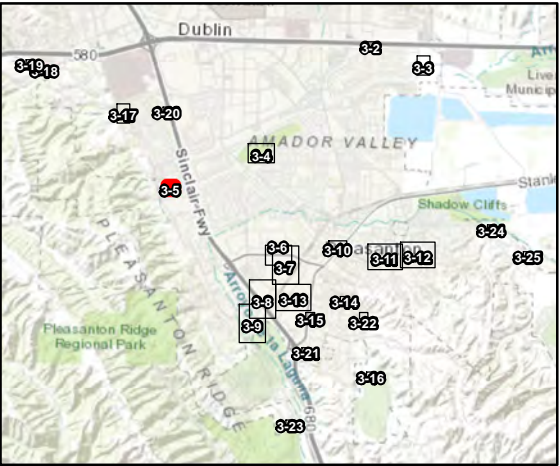 Dublin
3-2
580
3-19
3-18
3-3
Live
Municip
3-17
3-20
AMADOR VALLEY
3-4
Sinclair Fwy
3-5
Stanl
Shadow Cliffs
3-24
3-6
3-10
3-11
3-12
3-25
3-7
PLEASANTON RIDGE
3-8
3-13
3-14
3-9
3-15
3-22
Pleasanton Ridge
Regional Park
3-21
3-16
680
3-23